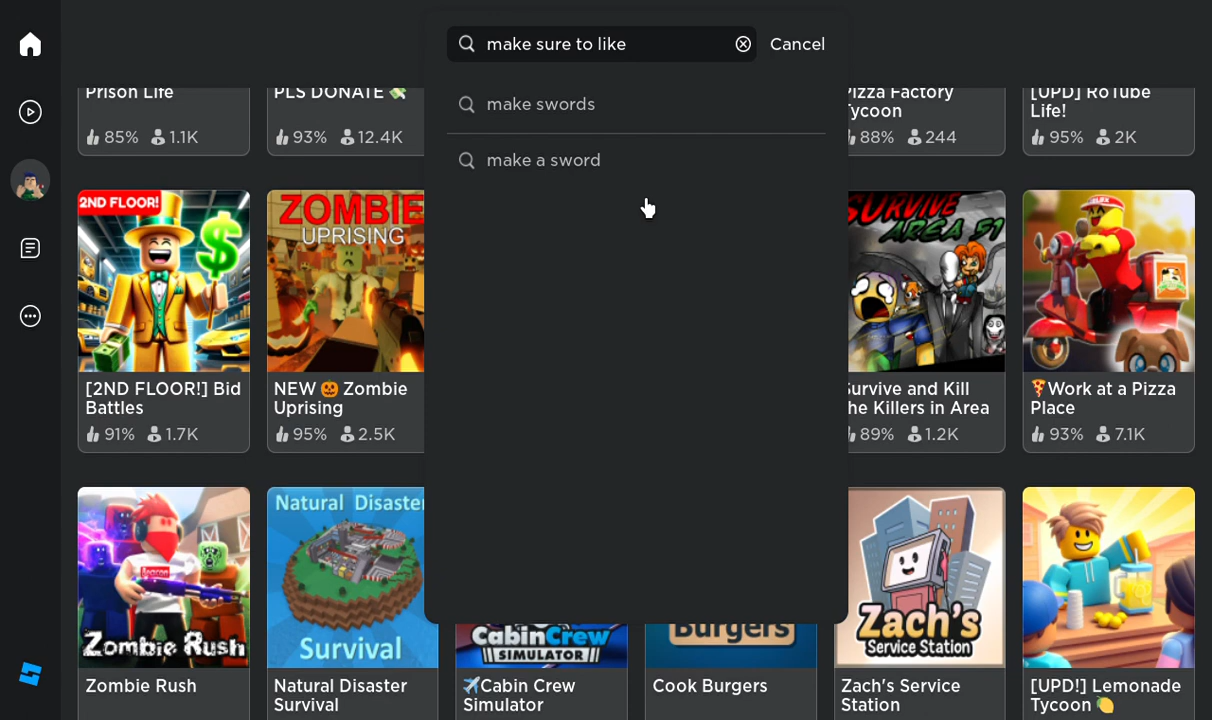 make sure to like
Cancel
make swords
make a sword
Prison Life
85% 1.1K
PLS DONATE 💸
93% 12.4K
Pizza Factory
Tycoon
88% 244
[UPD] RoTube
Life!
95% 2K
2ND FLOOR!
[2ND FLOOR!] Bid
Battles
91% 1.7K
ZOMBIE
UPRISING
NEW 🎃 Zombie
Uprising
95% 2.5K
SURVIVE
AREA 51
Survive and Kill
the Killers in Area
89% 1.2K
🍕Work at a Pizza
Place
93% 7.1K
Zombie Rush
Zombie Rush
Natural Disaster
Survival
Natural Disaster
Survival
CabinCrew
SIMULATOR
✈️Cabin Crew
Simulator
Burgers
Cook Burgers
Zach's
Service Station
Zach's Service
Station
[UPD!] Lemonade
Tycoon 🍋